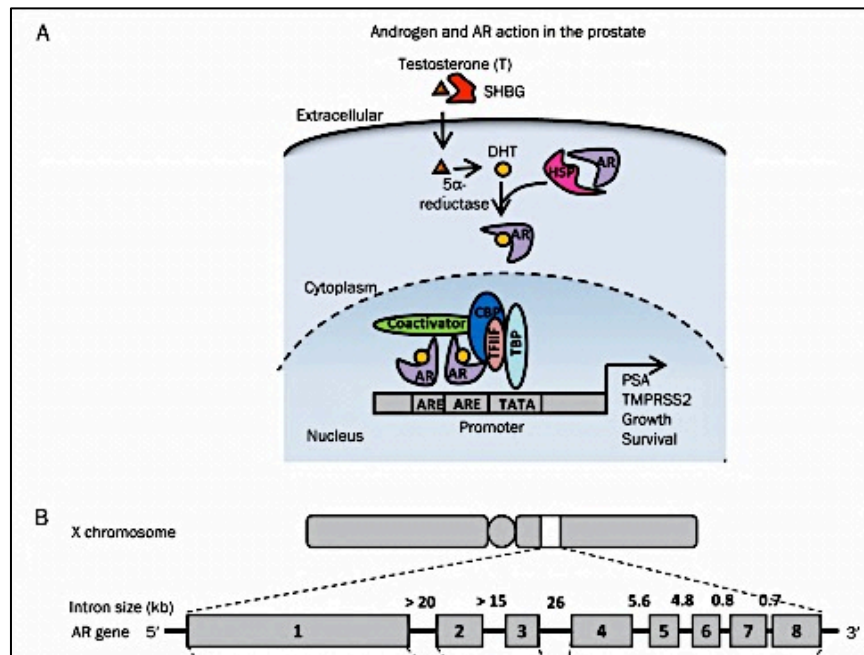 A
Androgen and AR action in the prostate
Testosterone (T)
SHBG
Extracellular
DHT
HSP
AR
5α-
reductase
AR
Cytoplasm
Coactivator
CBP
TFIIF
TBP
AR
AR
ARE
ARE
TATA
Promoter
PSA
TMPRSS2
Growth
Survival
Nucleus
B
X chromosome
Intron size (kb) > 20 > 15 26 5.6 4.8 0.8 0.7
AR gene 5' 1 2 3 4 5 6 7 8 3'